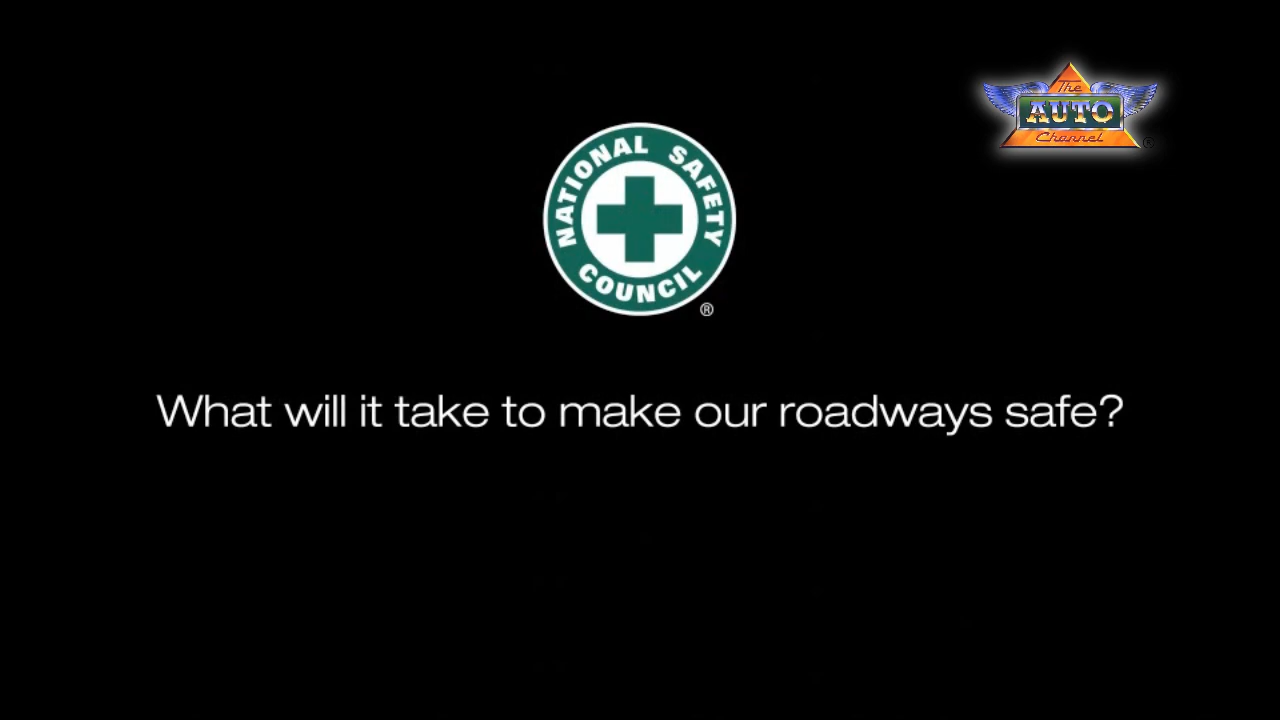 The
AUTO
Channel
NATIONAL SAFETY
COUNCIL
®
What will it take to make our roadways safe?